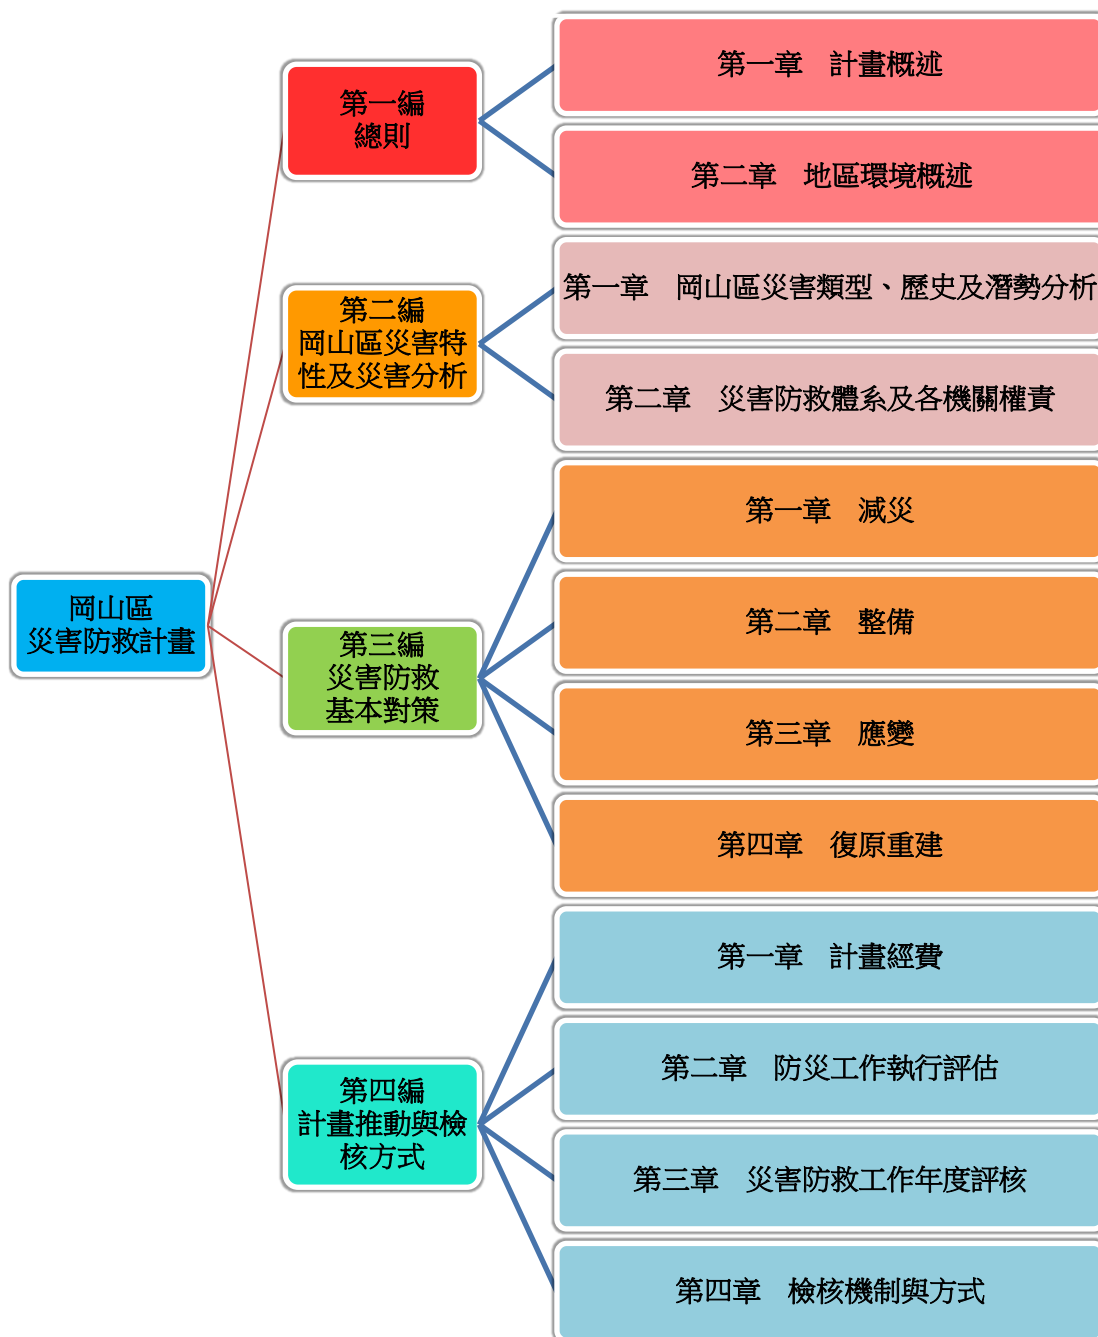 岡山區
災害防救計畫
第一編
總則
第一章　計畫概述
第二章　地區環境概述
第二編
岡山區災害特
性及災害分析
第一章　岡山區災害類型、歷史及潛勢分析
第二章　災害防救體系及各機關權責
第三編
災害防救
基本對策
第一章　減災
第二章　整備
第三章　應變
第四章　復原重建
第四編
計畫推動與檢
核方式
第一章　計畫經費
第二章　防災工作執行評估
第三章　災害防救工作年度評核
第四章　檢核機制與方式